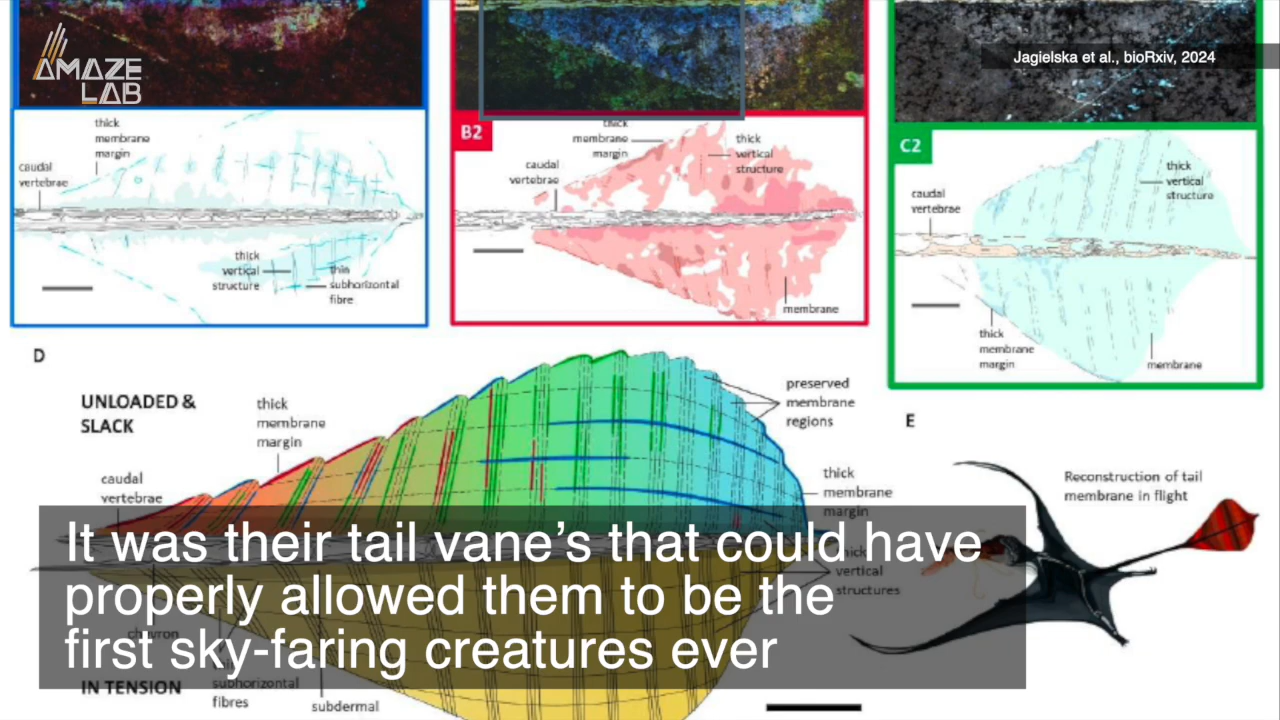 AMAZE
LAB
Jagielska et al., bioRxiv, 2024
thick
membrane
margin
caudal
vertebrae
thick
vertical
structure
thin
subhorizontal
fibre
B2
thick
membrane
margin
caudal
vertebrae
thick
vertical
structure
membrane
C2
caudal
vertebrae
thick
vertical
structure
thick
membrane
margin
membrane
D
UNLOADED &
SLACK
thick
membrane
margin
caudal
vertebrae
preserved
membrane
regions
thick
membrane
margin
thick
vertical
structures
E
Reconstruction of tail
membrane in flight
It was their tail vane’s that could have
properly allowed them to be the
first sky-faring creatures ever
chevron
IN TENSION
subhorizontal
fibres
subdermal